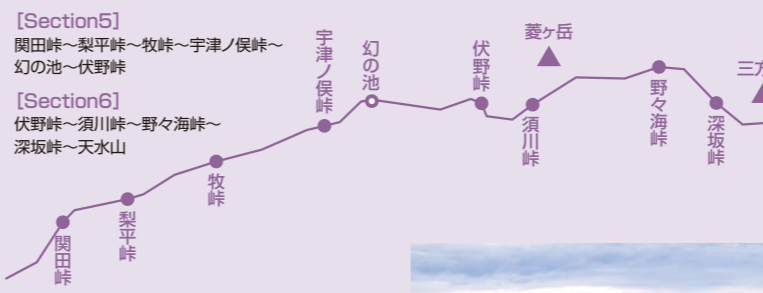 [Section5]
関田峠～梨平峠～牧峠～宇津ノ俣峠～
幻の池～伏野峠
[Section6]
伏野峠～須川峠～野々海峠～
深坂峠～天水山
関田峠
梨平峠
牧峠
宇津ノ俣峠
幻の池
伏野峠
菱ヶ岳
須川峠
野々海峠
深坂峠
三方